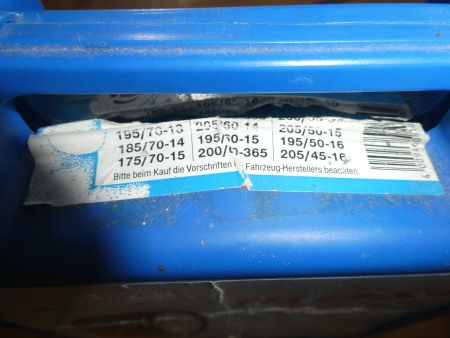 195/70-13 205/60-14
185/70-14 195/60-15 205/50-15
175/70-15 200/60-365 195/50-16
205/45-16
Bitte beim Kauf die Vorschriften Fahrzeug-Herstellers beachten.